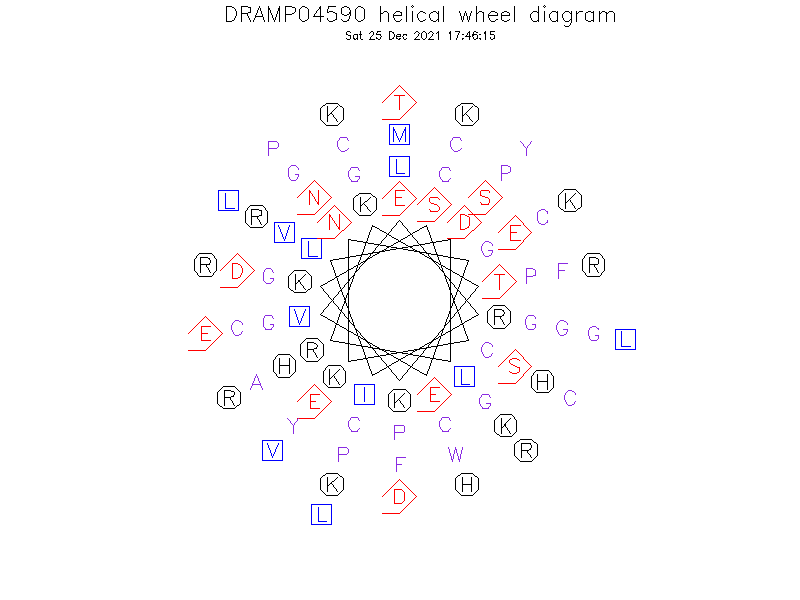 DRAMP04590 helical wheel diagram
Sat 25 Dec 2021 17:46:15
T
K K
M
P C C Y
L
G G C P
L N K E S S K
R N D C
V E
L G
R D G K T P F R
E C G V R G G G L
R C
H S
A K L H
R E I K E G C
Y C P C K
V P W R
F
K H
D
L